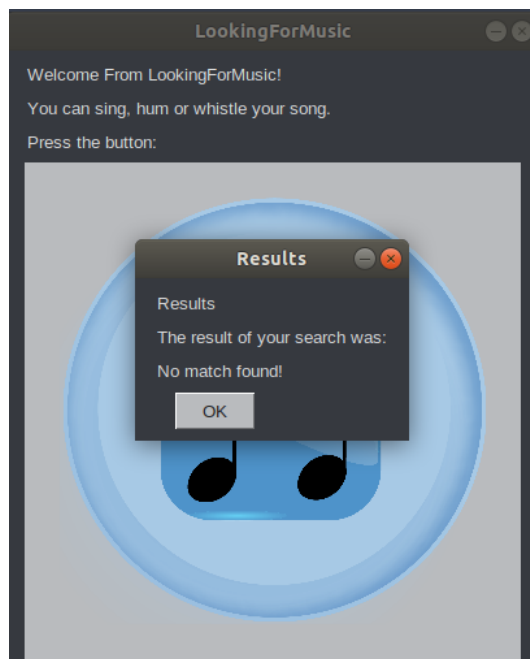 LookingForMusic
Welcome From LookingForMusic!
You can sing, hum or whistle your song.
Press the button:
Results
Results
The result of your search was:
No match found!
OK